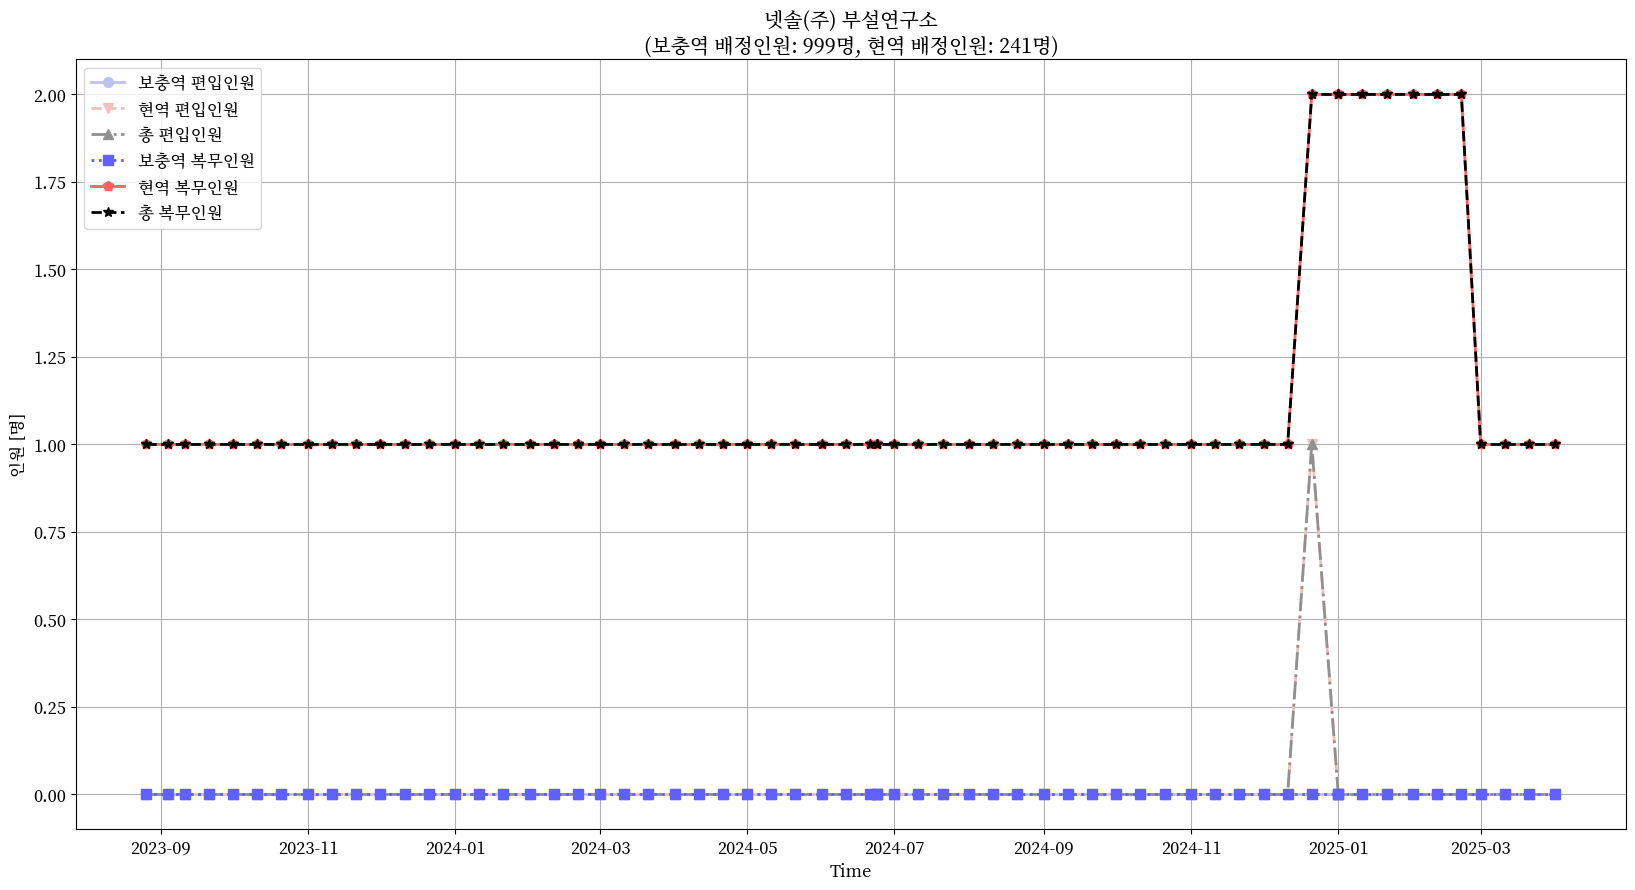 넷솔(주) 부설연구소
(보충역 배정인원: 999명, 현역 배정인원: 241명)
보충역 편입인원
현역 편입인원
총 편입인원
보충역 복무인원
현역 복무인원
총 복무인원
2.00
1.75
1.50
1.25
1.00
0.75
0.50
0.25
0.00
인원 [명]
2023-09
2023-11
2024-01
2024-03
2024-05
2024-07
2024-09
2024-11
2025-01
2025-03
Time